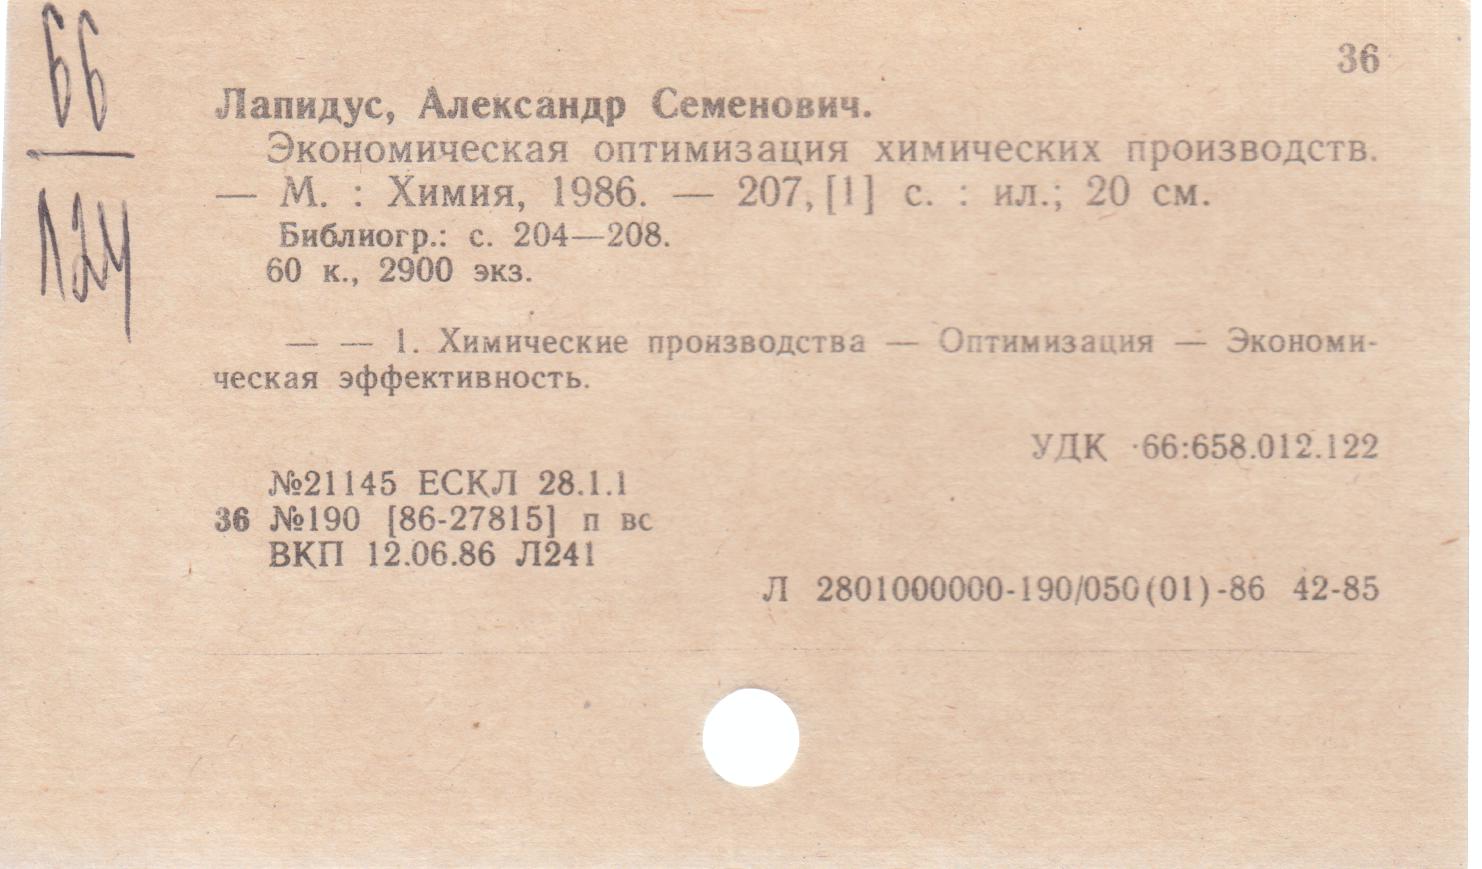 66
Л24
36
Лапидус, Александр Семенович.
Экономическая оптимизация химических производств.
— М. : Химия, 1986. — 207, [1] с. : ил.; 20 см.
Библиогр.: с. 204—208.
60 к., 2900 экз.
— — 1. Химические производства — Оптимизация — Экономи-
ческая эффективность.
УДК 66:658.012.122
№21145 ЕСКЛ 28.1.1
36 №190 [86-27815] п вс
ВКП 12.06.86 Л241
Л 2801000000-190/050(01)-86 42-85